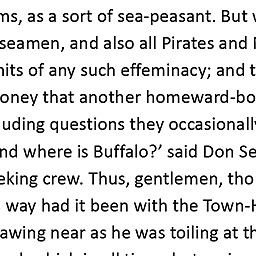 ms, as a sort of sea-peasant. But w
seamen, and also all Pirates and
nits of any such effeminacy; and t
oney that another homeward-bo
uding questions they occasionally
nd where is Buffalo?’ said Don Se
eking crew. Thus, gentlemen, tho
way had it been with the Town-H
awing near as he was toiling at th